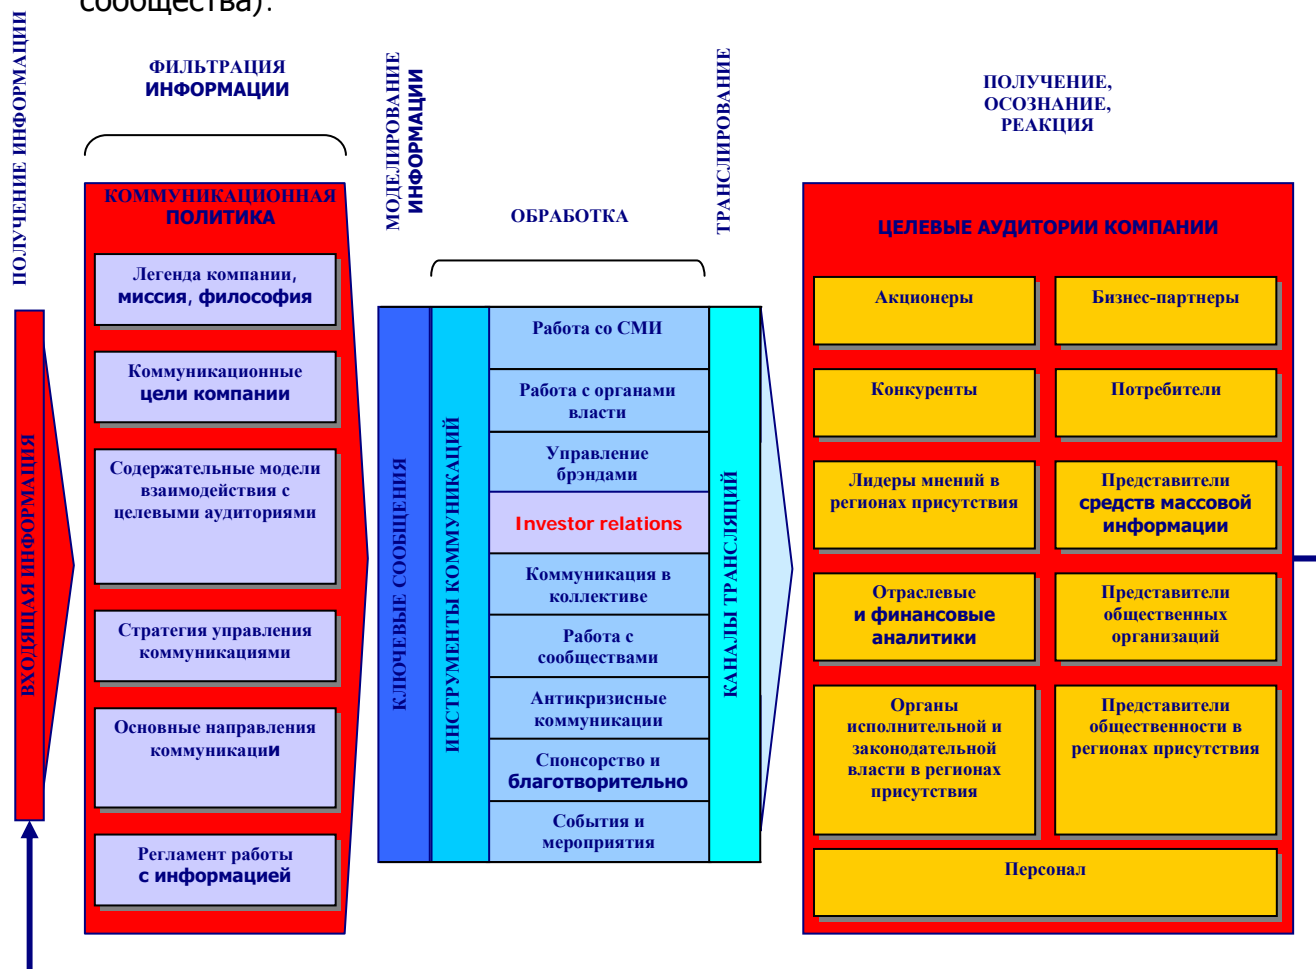 сообщества):
ПОЛУЧЕНИЕ ИНФОРМАЦИИ
ВХОДЯЩАЯ ИНФОРМАЦИЯ
ФИЛЬТРАЦИЯ
ИНФОРМАЦИИ
КОММУНИКАЦИОННАЯ
ПОЛИТИКА
Легенда компании,
миссия, философия
Коммуникационные
цели компании
Содержательные модели
взаимодействия с
целевыми аудиториями
Стратегия управления
коммуникациями
Основные направления
коммуникации
Регламент работы
с информацией
МОДЕЛИРОВАНИЕ
ИНФОРМАЦИИ
КЛЮЧЕВЫЕ СООБЩЕНИЯ
ОБРАБОТКА
ИНСТРУМЕНТЫ КОММУНИКАЦИЙ
Работа со СМИ
Работа с органами
власти
Управление
брэндами
Investor relations
Коммуникация в
коллективе
Работа с
сообществами
Антикризисные
коммуникации
Спонсорство и
благотворительно
События и
мероприятия
ТРАНСЛИРОВАНИЕ
КАНАЛЫ ТРАНСЛЯЦИЙ
ПОЛУЧЕНИЕ,
ОСОЗНАНИЕ,
РЕАКЦИЯ
ЦЕЛЕВЫЕ АУДИТОРИИ КОМПАНИИ
Акционеры
Бизнес-партнеры
Конкуренты
Потребители
Лидеры мнений в
регионах присутствия
Представители
средств массовой
информации
Отраслевые
и финансовые
аналитики
Представители
общественных
организаций
Органы
исполнительной и
законодательной
власти в регионах
присутствия
Представители
общественности в
регионах присутствия
Персонал